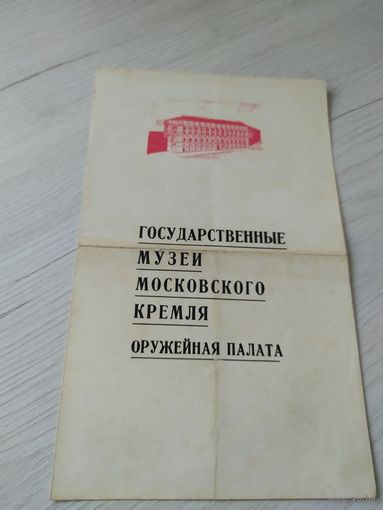 ГОСУДАРСТВЕННЫЕ
МУЗЕИ
МОСКОВСКОГО
КРЕМЛЯ
ОРУЖЕЙНАЯ ПАЛАТА